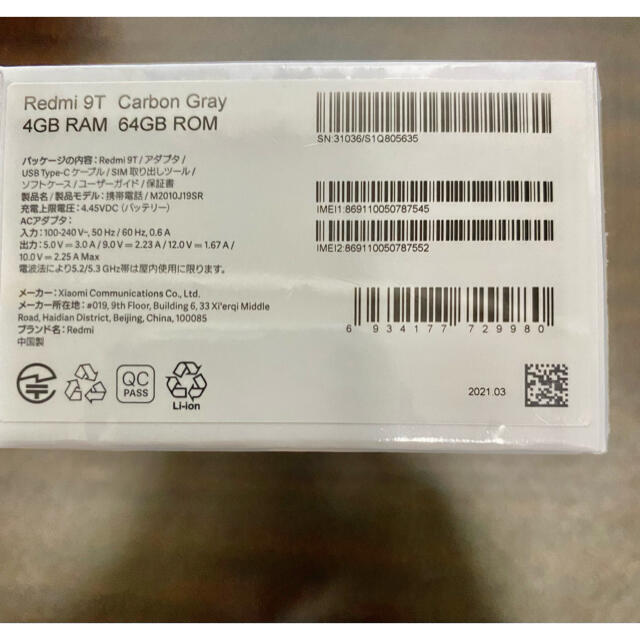 Redmi 9T Carbon Gray
4GB RAM 64GB ROM
パッケージの内容：Redmi 9T / アダプタ /
USB Type-C ケーブル / SIM 取り出しツール /
ソフトケース / ユーザーガイド / 保証書
製品名 / 製品モデル：携帯電話 / M2010J19SR
充電上限電圧：4.45VDC（バッテリー）
ACアダプタ：
入力：100-240 V~, 50 Hz / 60 Hz, 0.6 A
出力：5.0 V = 3.0 A / 9.0 V = 2.23 A / 12.0 V = 1.67 A /
10.0 V = 2.25 A Max
電波法により5.2/5.3 GHz帯は屋内使用に限ります。
メーカー：Xiaomi Communications Co., Ltd.
メーカー所在地：#019, 9th Floor, Building 6, 33 Xi'erqi Middle
Road, Haidian District, Beijing, China, 100085
ブランド名：Redmi
中国製
QC
PASS
Li-ion
SN:31036/S1Q805635
IMEI1:869110050787545
IMEI2:869110050787552
6 934177 729980
2021.03